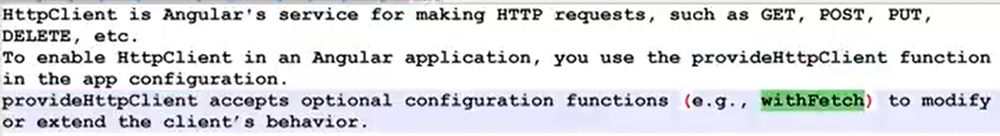 HttpClient is Angular's service for making HTTP requests, such as GET, POST, PUT,
DELETE, etc.
To enable HttpClient in an Angular application, you use the provideHttpClient function
in the app configuration.
provideHttpClient accepts optional configuration functions (e.g., withFetch) to modify
or extend the client's behavior.